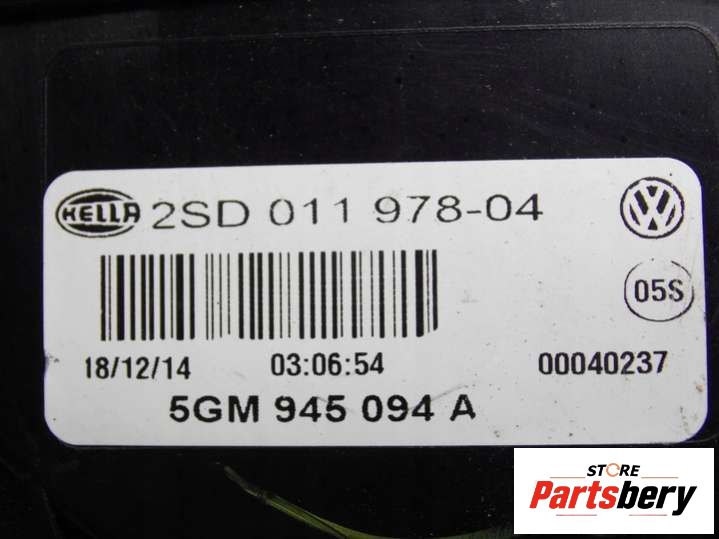 HELLA 2SD 011 978-04
05S
18/12/14 03:06:54 00040237
5GM 945 094 A
STORE
Partsbery